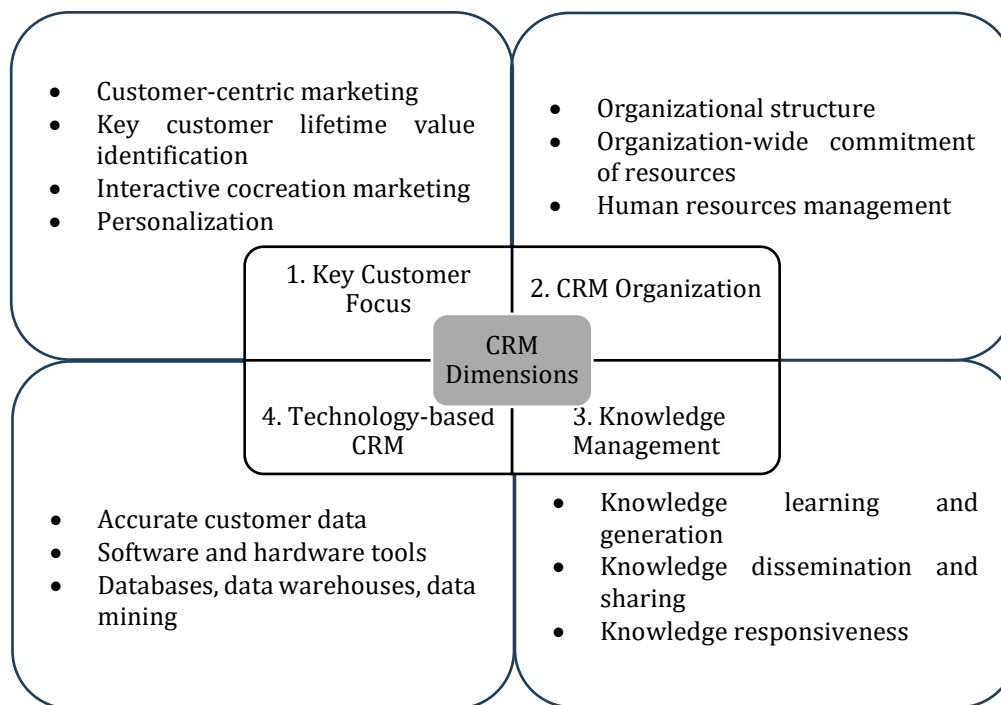 • Customer-centric marketing
• Key customer lifetime value
identification
• Interactive cocreation marketing
• Personalization
• Organizational structure
• Organization-wide commitment
of resources
• Human resources management
1. Key Customer
Focus
2. CRM Organization
CRM
Dimensions
4. Technology-based
CRM
3. Knowledge
Management
• Accurate customer data
• Software and hardware tools
• Databases, data warehouses, data
mining
• Knowledge learning and
generation
• Knowledge dissemination and
sharing
• Knowledge responsiveness